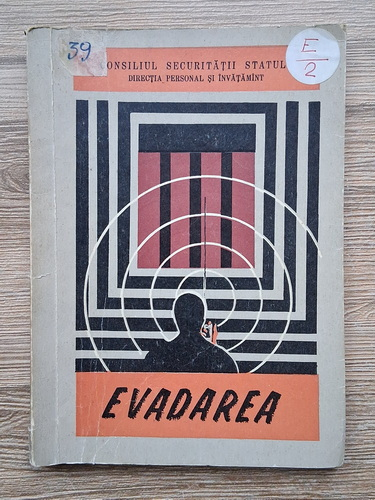 39
CONSILIUL SECURITĂȚII STATULUI
DIRECȚIA PERSONAL ȘI ÎNVĂȚĂMÎNT
E
2
EVADAREA